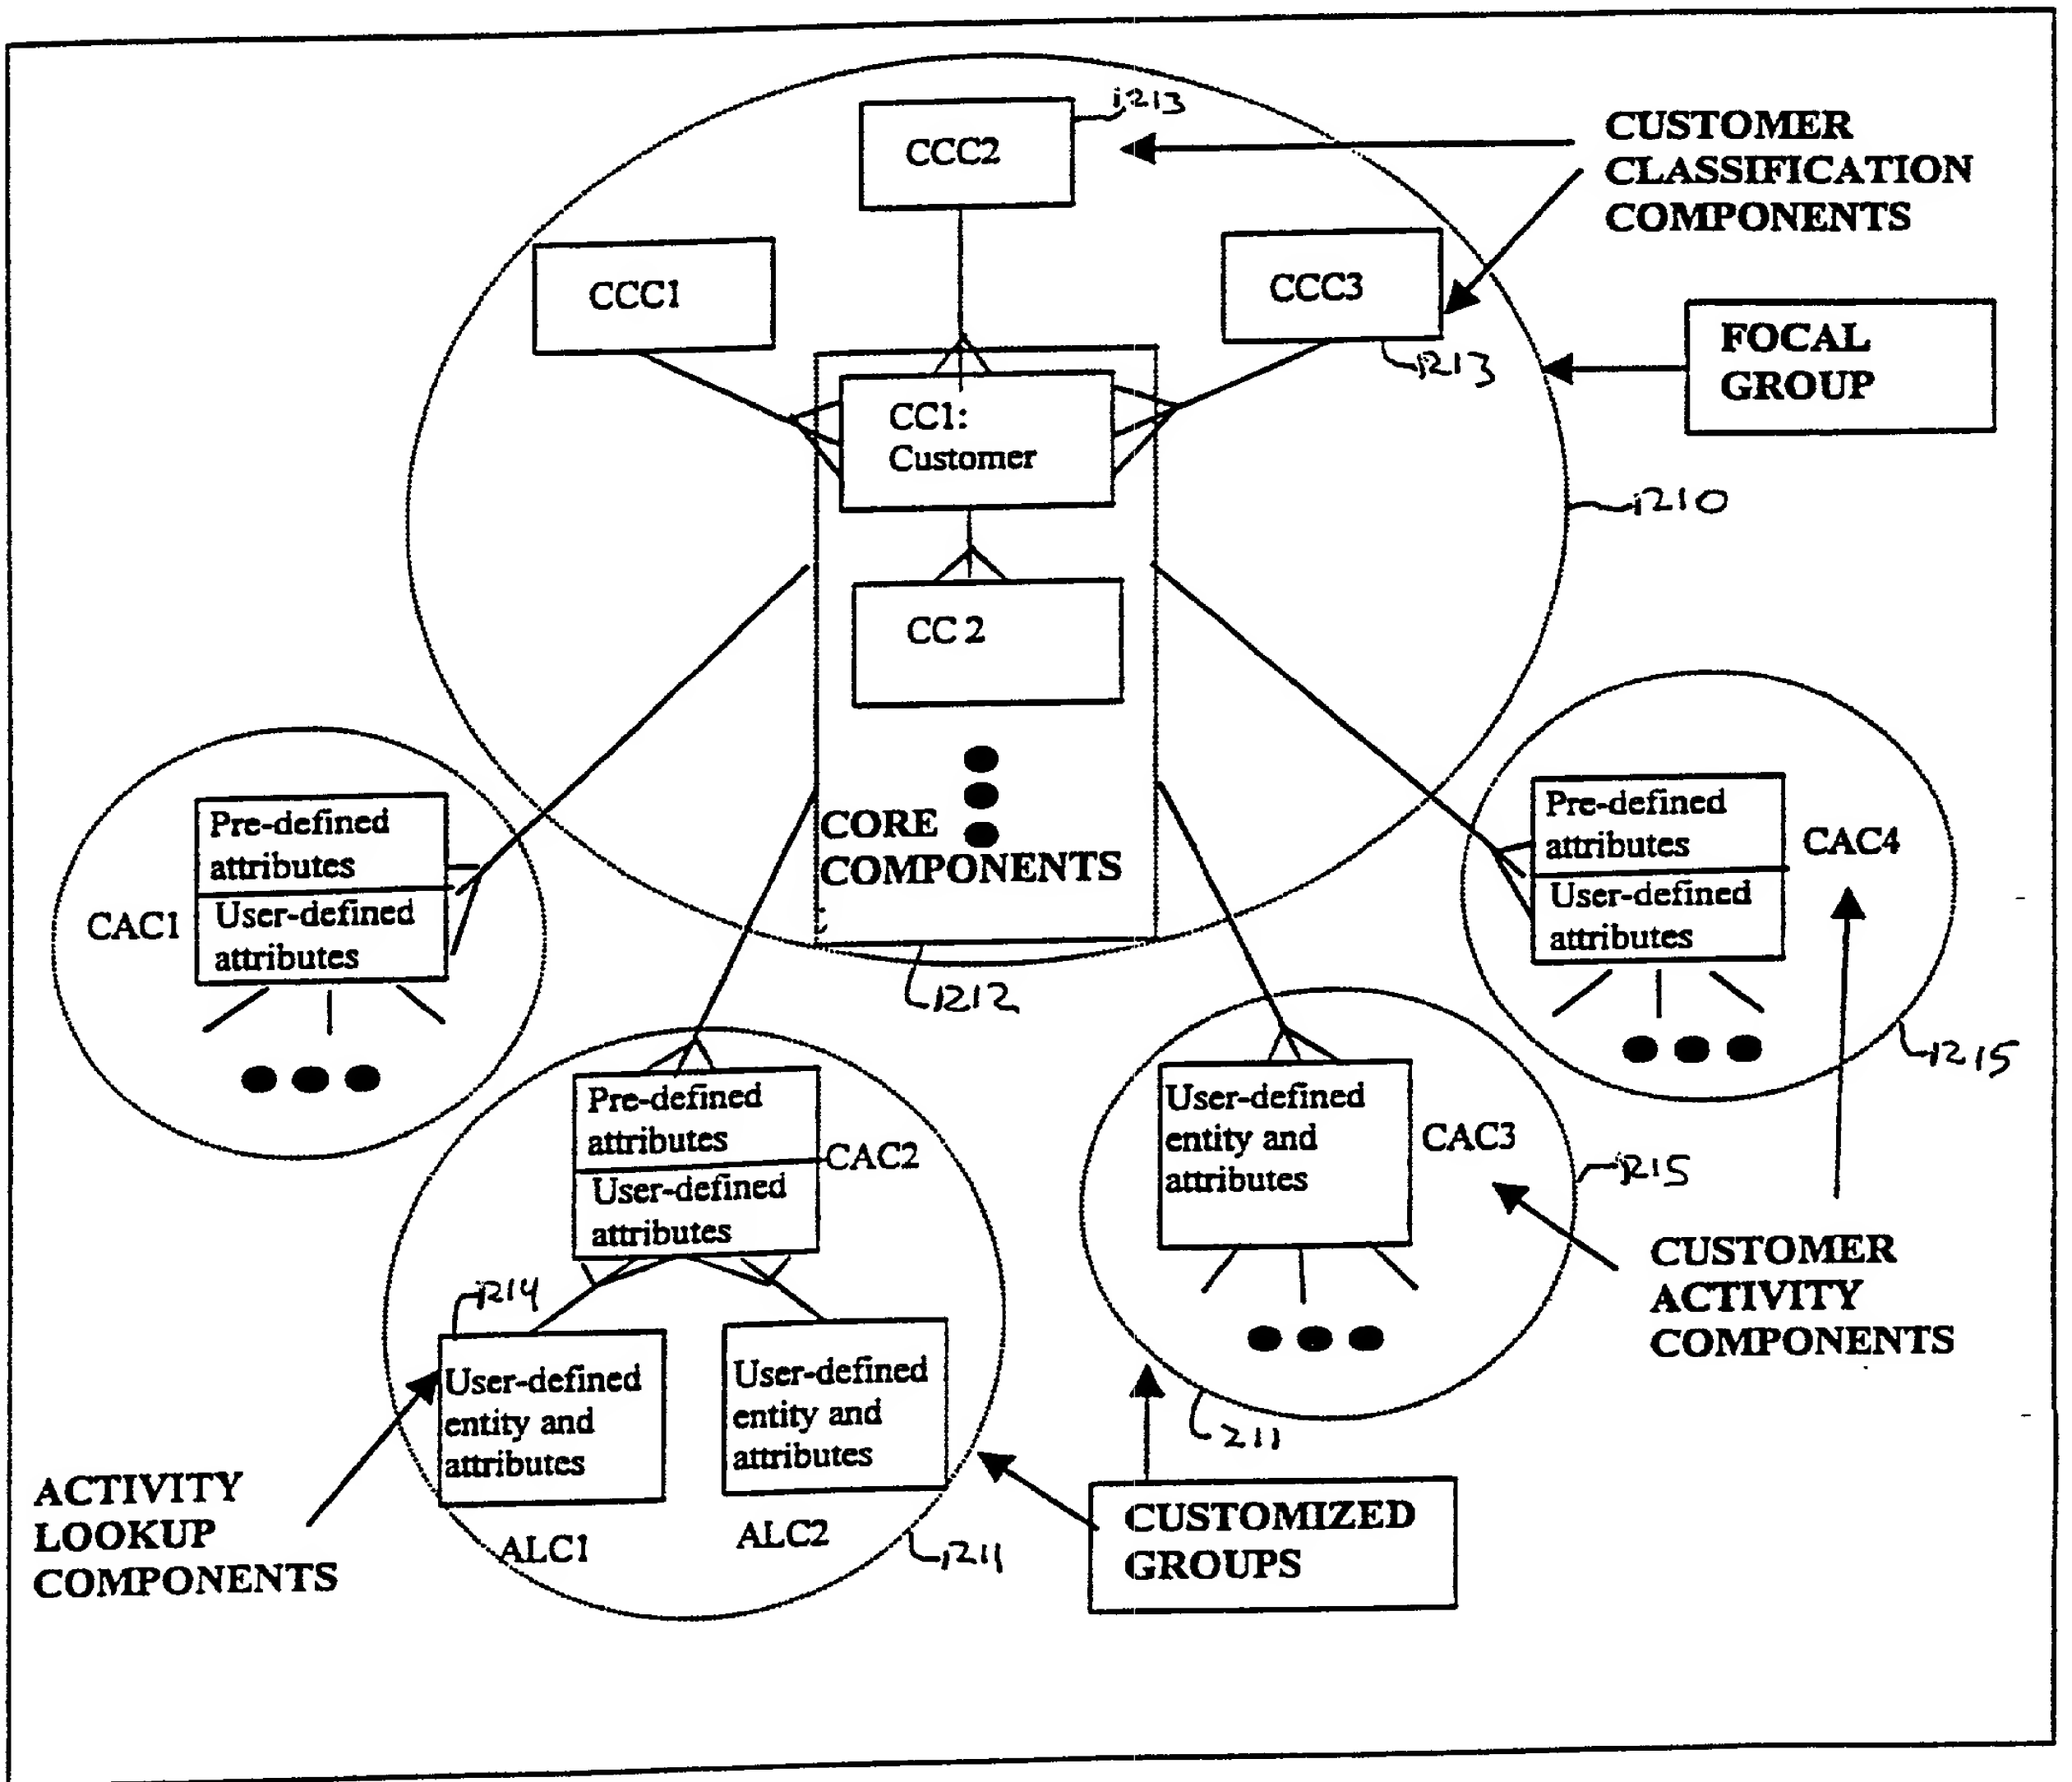 1213
CCC2
CUSTOMER
CLASSIFICATION
COMPONENTS
CCC1
CCC3
1213
FOCAL
GROUP
CC1:
Customer
1210
CC 2
CORE
COMPONENTS
1212
CAC1
Pre-defined
attributes
User-defined
attributes
Pre-defined
attributes
User-defined
attributes
CAC4
1215
Pre-defined
attributes
User-defined
attributes
CAC2
User-defined
entity and
attributes
CAC3
1215
CUSTOMER
ACTIVITY
COMPONENTS
1214
User-defined
entity and
attributes
ALC1
User-defined
entity and
attributes
ALC2
1211
211
ACTIVITY
LOOKUP
COMPONENTS
CUSTOMIZED
GROUPS